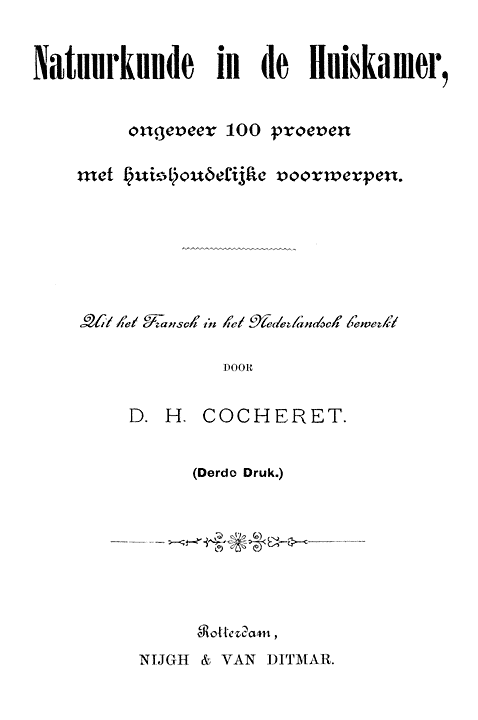 Natuurkunde in de Huiskamer,
ongeveer 100 proeven
met huishoudelijke voorwerpen.
Uit het Fransch in het Nederlandsch bewerkt
DOOR
D. H. COCHERET.
(Derde Druk.)
Rotterdam,
NIJGH & VAN DITMAR.